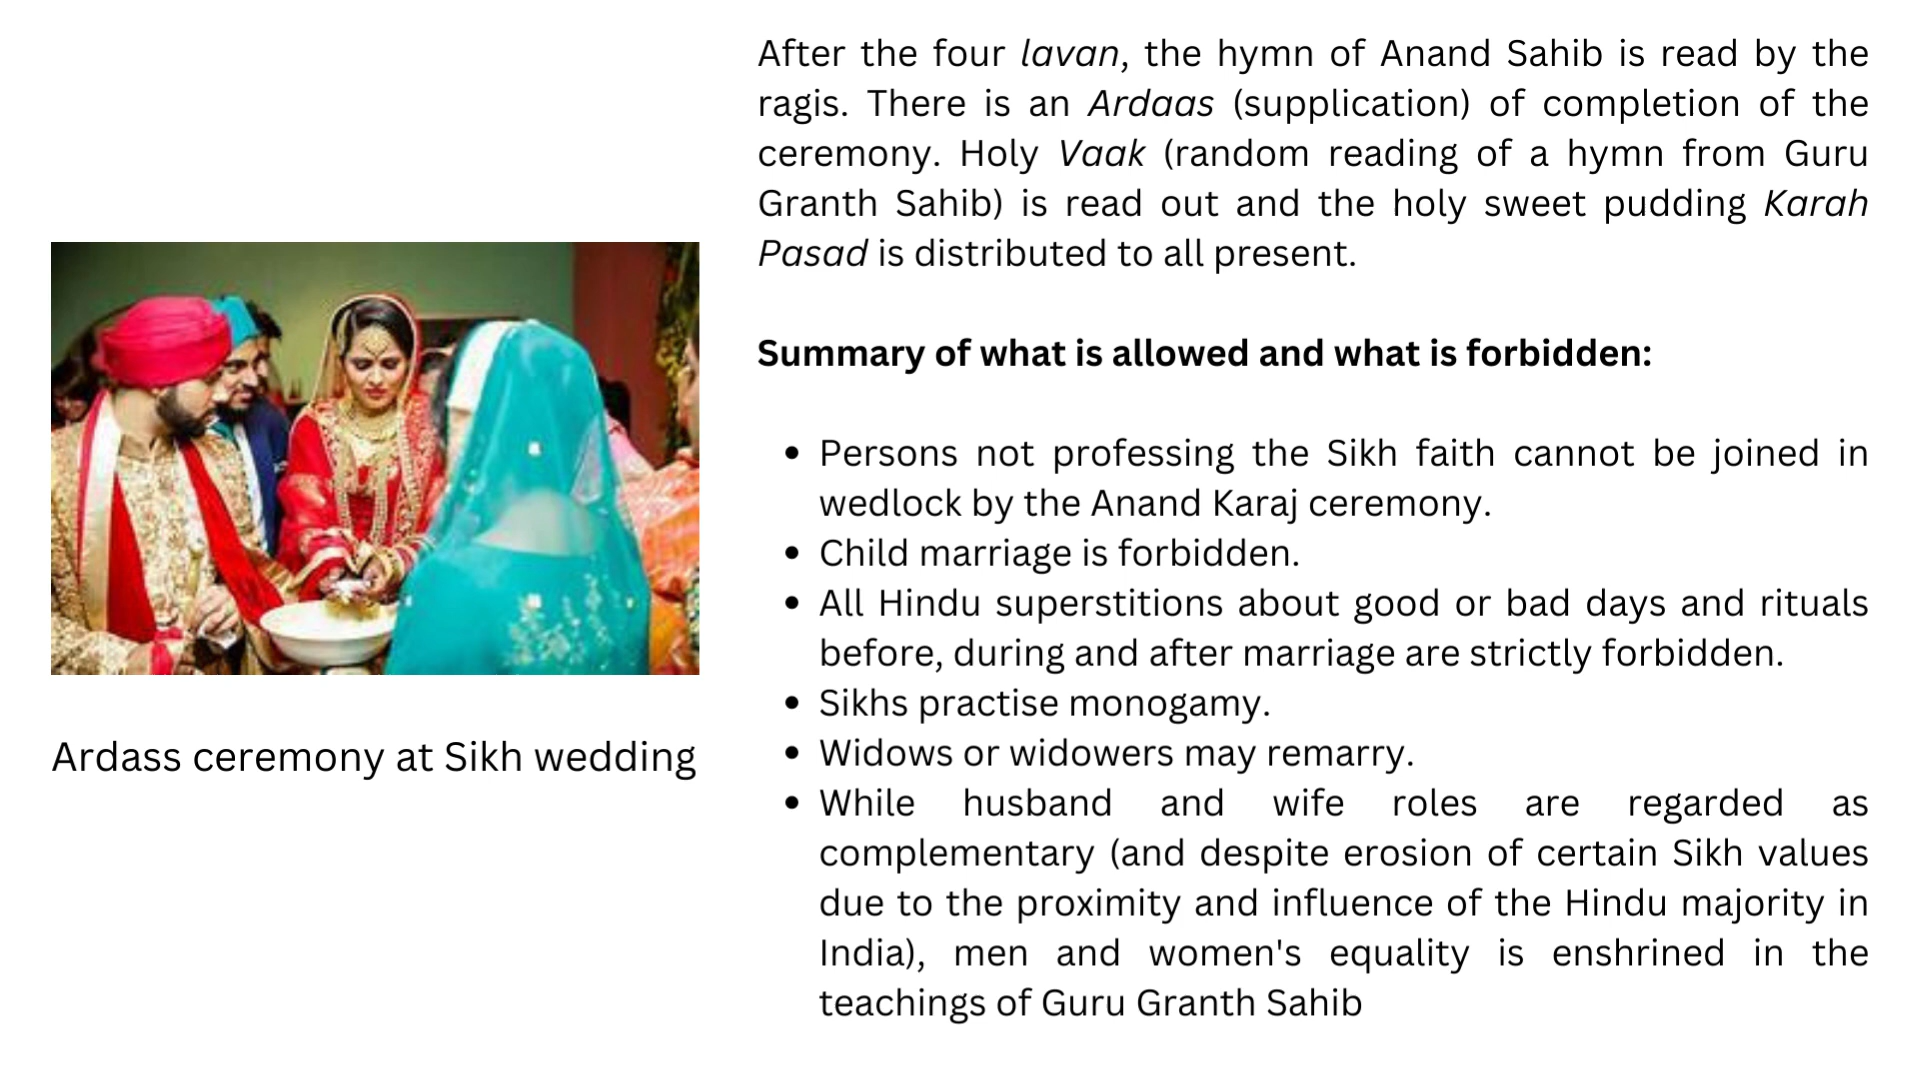 After the four lavan, the hymn of Anand Sahib is read by the
ragis. There is an Ardaas (supplication) of completion of the
ceremony. Holy Vaak (random reading of a hymn from Guru
Granth Sahib) is read out and the holy sweet pudding Karah
Pasad is distributed to all present.
Summary of what is allowed and what is forbidden:
• Persons not professing the Sikh faith cannot be joined in
wedlock by the Anand Karaj ceremony.
• Child marriage is forbidden.
• All Hindu superstitions about good or bad days and rituals
before, during and after marriage are strictly forbidden.
• Sikhs practise monogamy.
• Widows or widowers may remarry.
• While husband and wife roles are regarded as
complementary (and despite erosion of certain Sikh values
due to the proximity and influence of the Hindu majority in
India), men and women's equality is enshrined in the
teachings of Guru Granth Sahib
Ardass ceremony at Sikh wedding